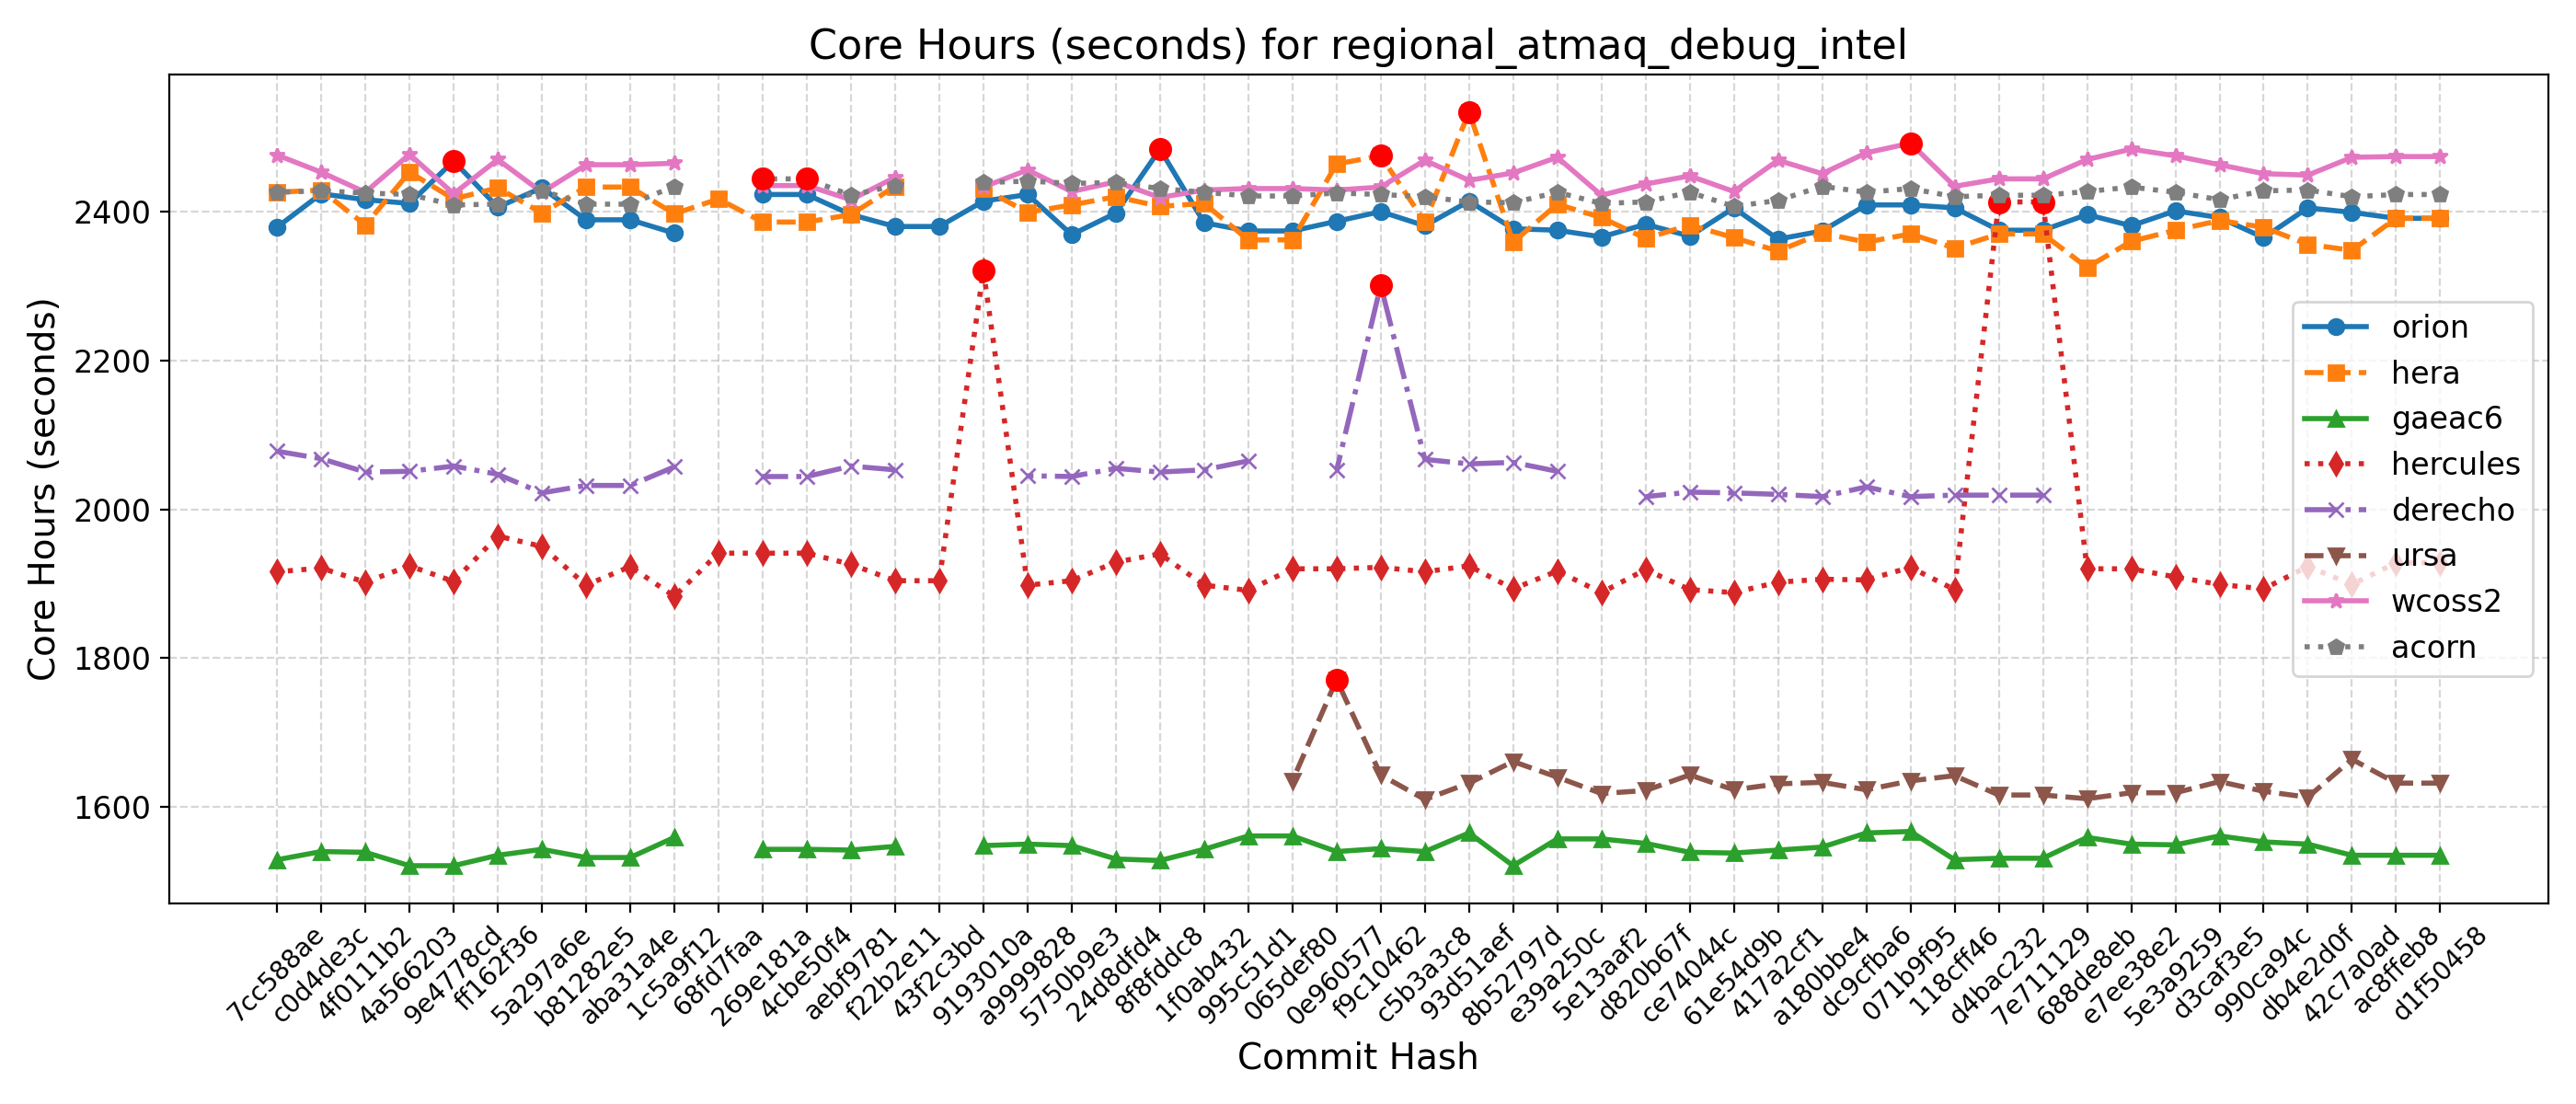 Core Hours (seconds) for regional_atmaq_debug_intel
Core Hours (seconds)
2400
2200
2000
1800
1600
orion
hera
gaeac6
hercules
derecho
ursa
wcoss2
acorn
7cc588ae
c0d4de3c
4f0111b2
4a566203
9e4778cd
ff162f36
5a297a6e
b81282e5
aba31a4e
1c5a9f12
68fd7faa
269e181a
4cbe50f4
aebf9781
f22b2e11
43f2c3bd
9193010a
a9999828
5750b9e3
24d8dfd4
8f8fddc8
1f0ab432
995c51d1
065def80
0e960577
f9c10462
c5b3a3c8
93d51aef
8b52797d
e39a250c
5e13aaf2
d820b67f
ce74044c
61e54d9b
417a2cf1
a180bbe4
dc9cfba6
071b9f95
118cff46
d4bac232
7e711129
688de8eb
e7ee38e2
5e3a9259
d3caf3e5
990ca94c
db4e2d0f
42c7a0ad
ac8ffeb8
d1f50458
Commit Hash